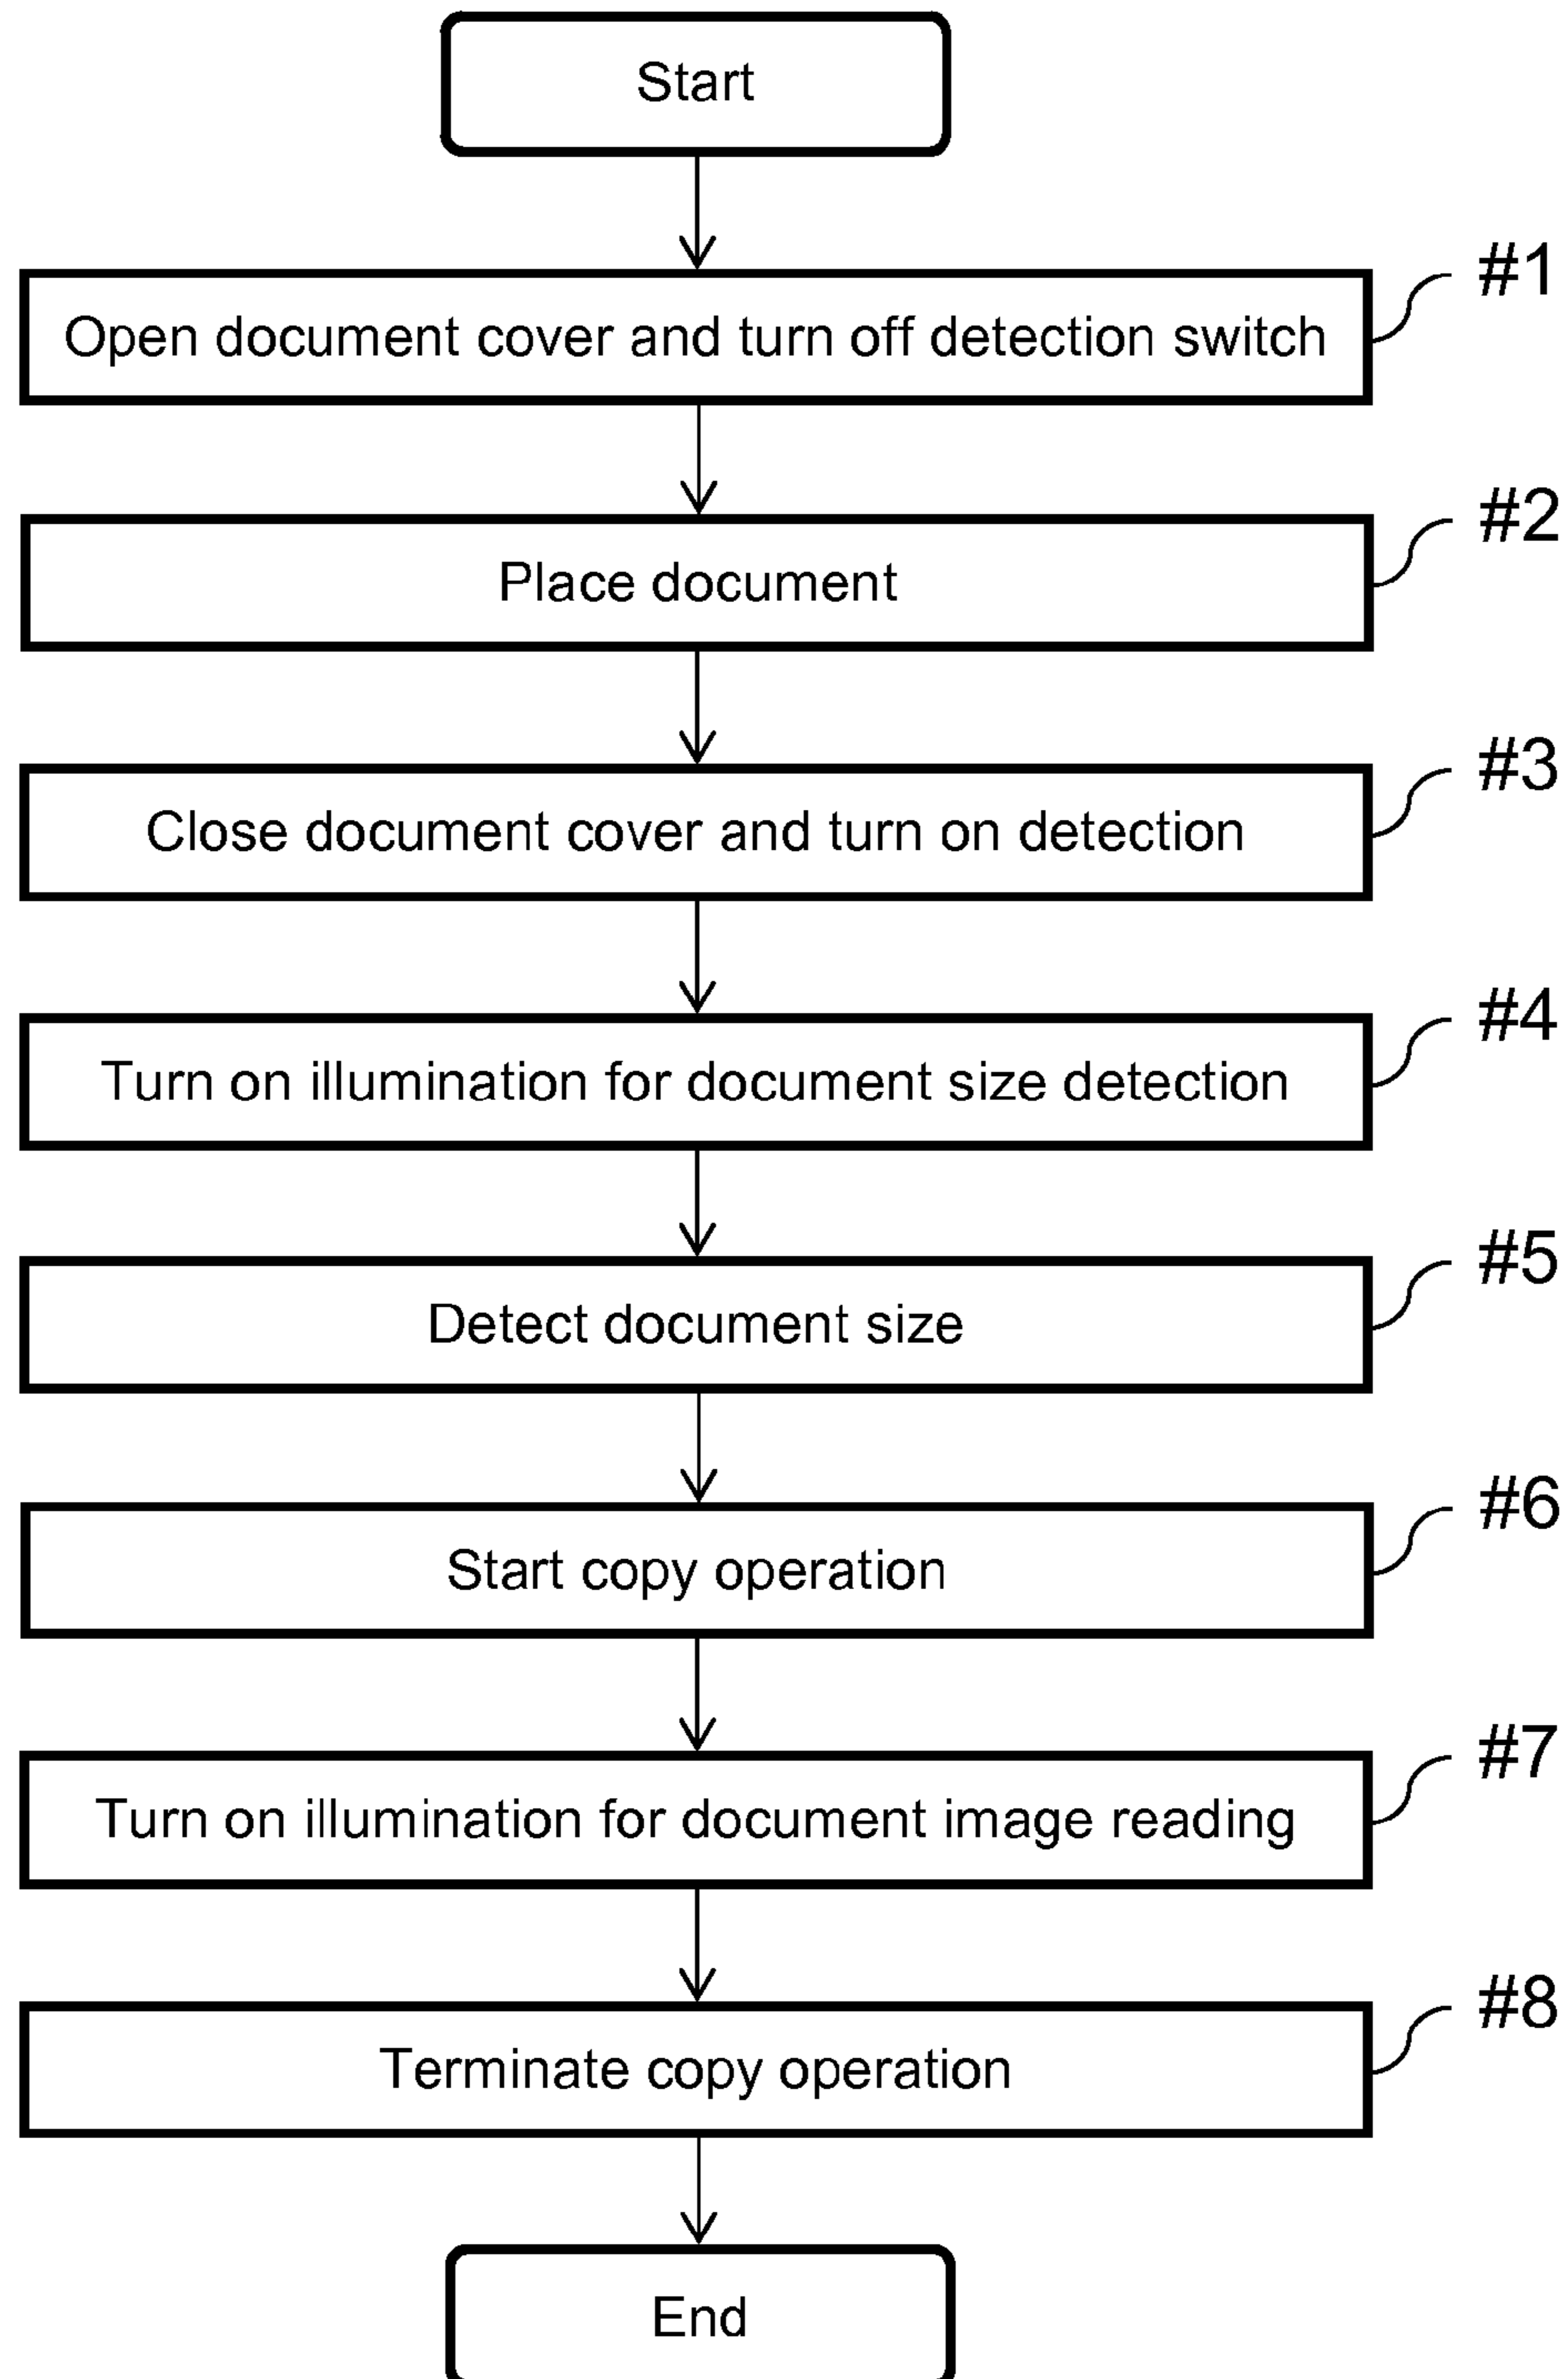 Start
#1
Open document cover and turn off detection switch
#2
Place document
#3
Close document cover and turn on detection
#4
Turn on illumination for document size detection
#5
Detect document size
#6
Start copy operation
#7
Turn on illumination for document image reading
#8
Terminate copy operation
End